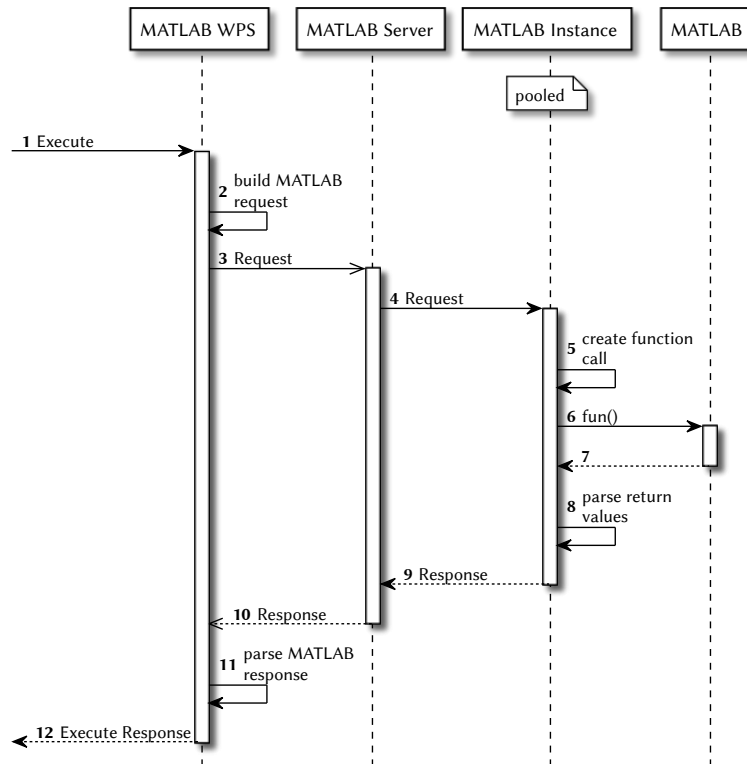 MATLAB WPS
MATLAB Server
MATLAB Instance
MATLAB
pooled
1 Execute
2 build MATLAB
request
3 Request
4 Request
5 create function
call
6 fun()
7
8 parse return
values
9 Response
10 Response
11 parse MATLAB
response
12 Execute Response